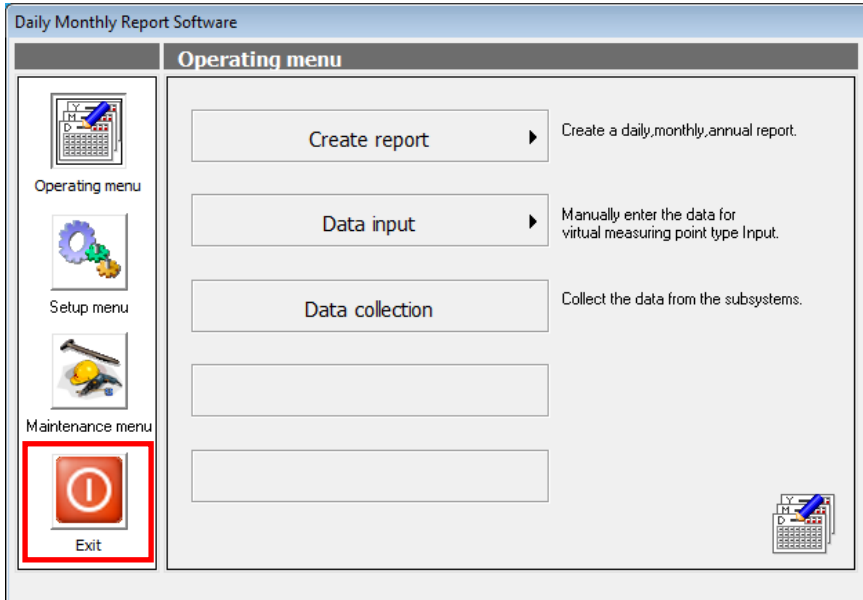 Daily Monthly Report Software
Operating menu
Operating menu
Setup menu
Maintenance menu
Exit
Create report
Create a daily,monthly,annual report.
Data input
Manually enter the data for
virtual measuring point type Input.
Data collection
Collect the data from the subsystems.